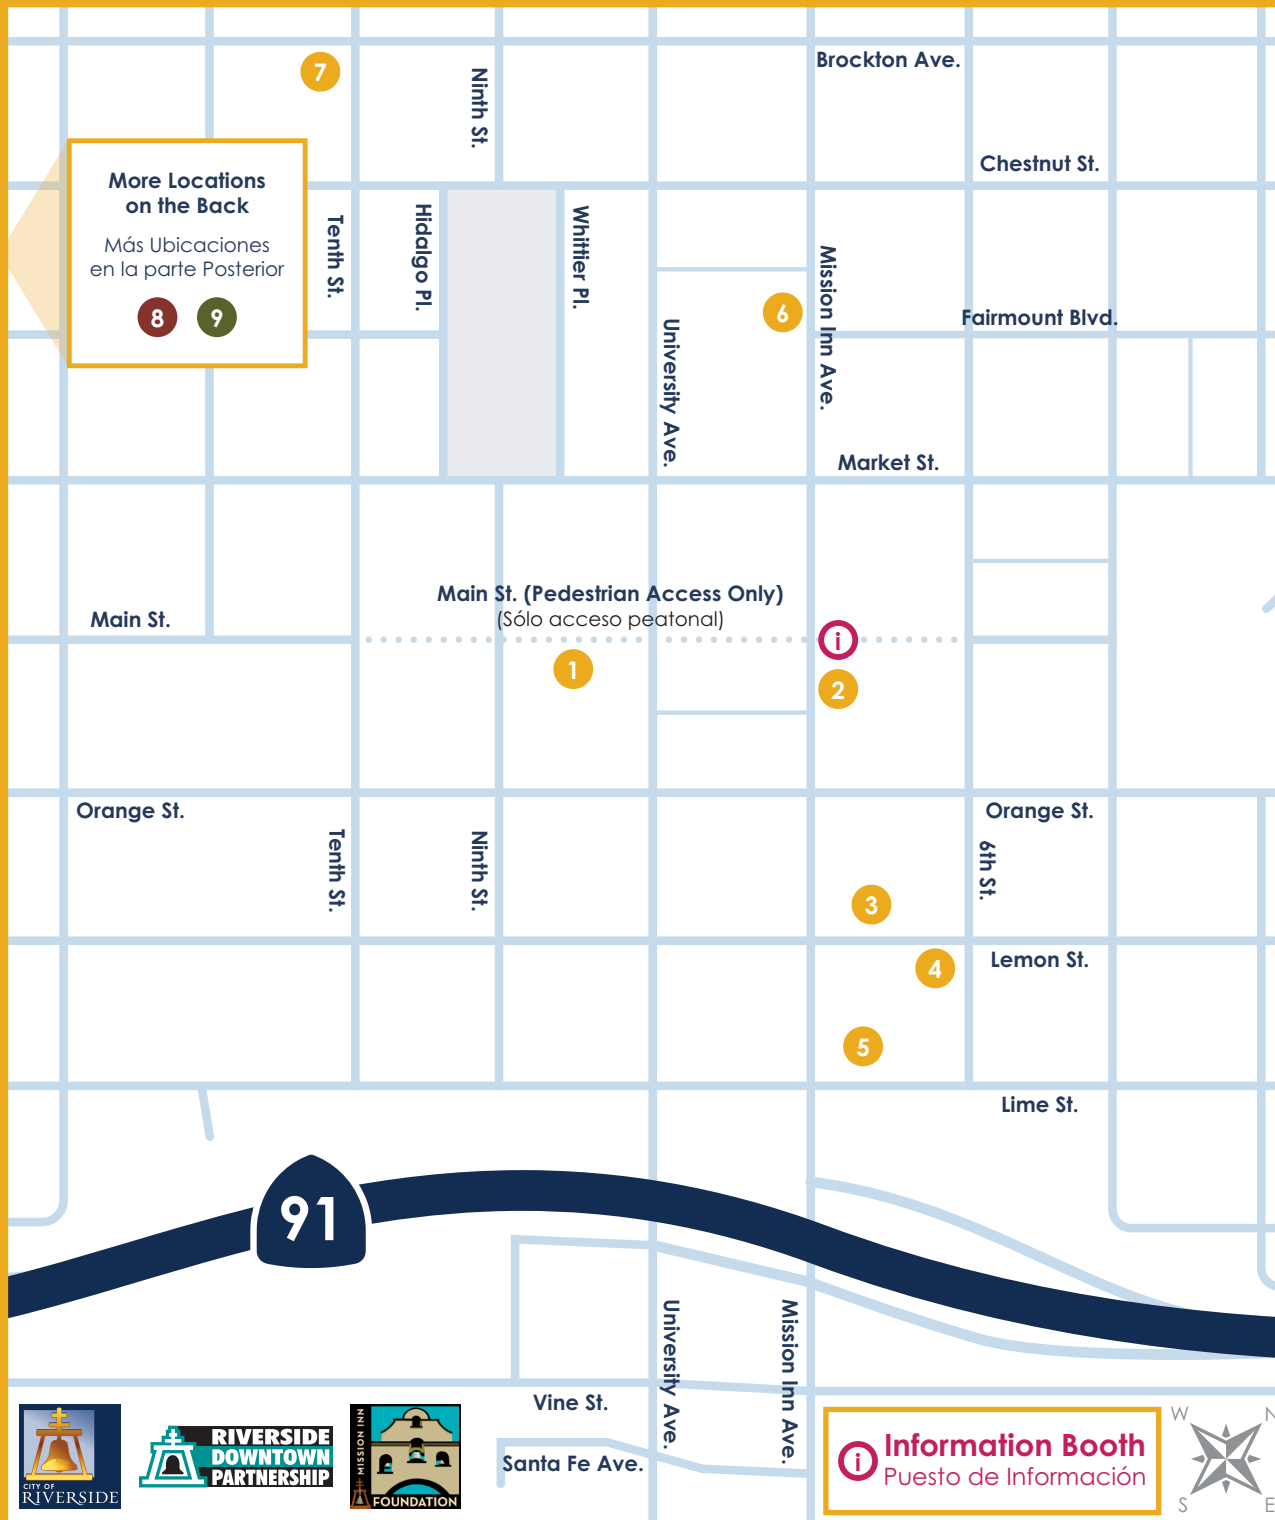 Brockton Ave.
7
Ninth St.
Chestnut St.
More Locations
on the Back
Más Ubicaciones
en la parte Posterior
8 9
Tenth St.
Hidalgo Pl.
Whittier Pl.
Mission Inn Ave.
6
Fairmount Blvd.
University Ave.
Market St.
Main St. (Pedestrian Access Only)
(Sólo acceso peatonal)
Main St.
i
1
2
Orange St.
Orange St.
Tenth St.
Ninth St.
6th St.
3
Lemon St.
4
5
Lime St.
91
University Ave.
Mission Inn Ave.
Vine St.
Santa Fe Ave.
CITY OF
RIVERSIDE
RIVERSIDE
DOWNTOWN
PARTNERSHIP
MISSION INN
FOUNDATION
i Information Booth
Puesto de Información
W N
S E